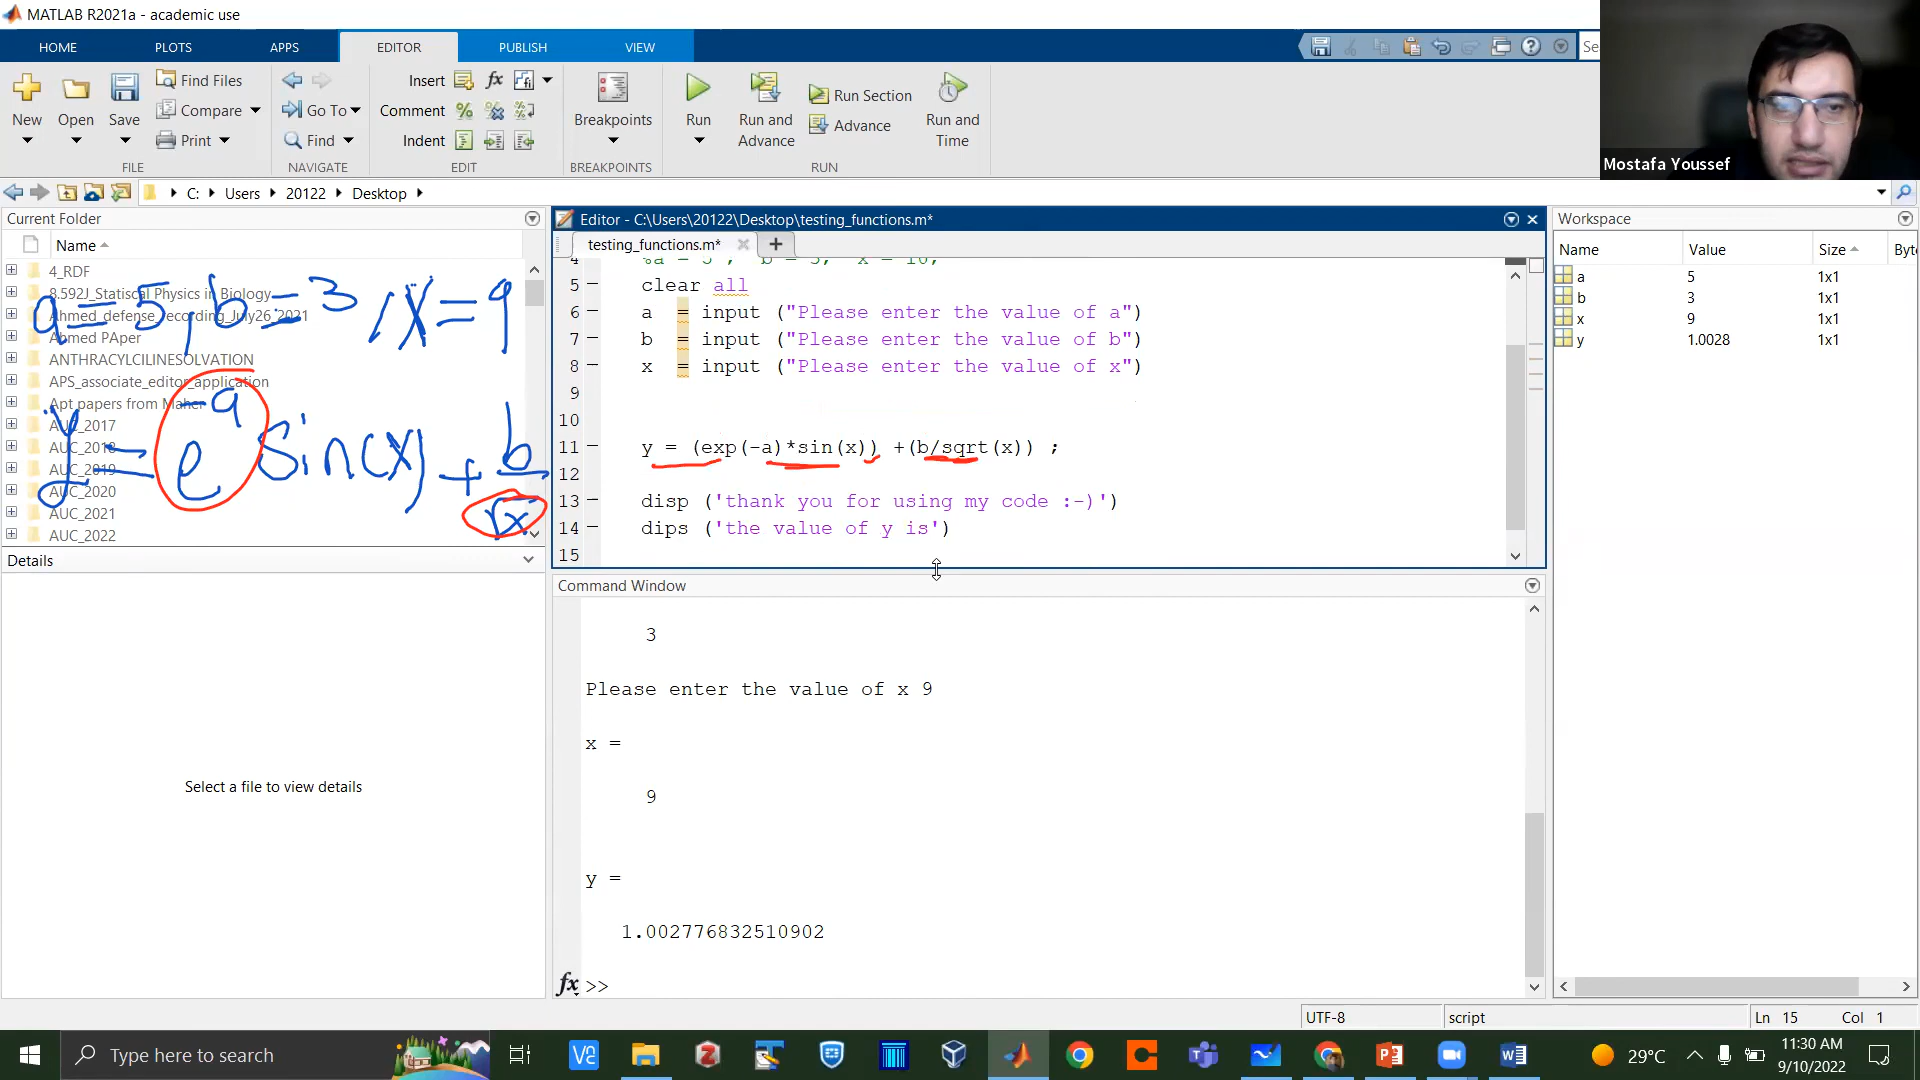 MATLAB R2021a - academic use
HOME PLOTS APPS EDITOR PUBLISH VIEW
Se
New Open Save Find Files Compare Print
Go To Find
Insert fx
Comment
Indent
Breakpoints
Run
Run and Advance
Run Section
Advance
Run and Time
FILE NAVIGATE EDIT BREAKPOINTS RUN
Mostafa Youssef
C: Users 20122 Desktop
Current Folder
Name
4_RDF
8.592J_Statiscal Physics in Biology
Ahmed_defense_recording_July26_2021
Ahmed PAper
ANTHRACYLCILINESOLVATION
APS_associate_editor_application
Apt papers from Maher
AUC_2017
AUC_2018
AUC_2019
AUC_2020
AUC_2021
AUC_2022
a=5, b=3, x=9
y = e^-a sin(x) + b/√x
Details
Select a file to view details
Editor - C:\Users\20122\Desktop\testing_functions.m*
testing_functions.m*
4 %a = 5 , b = 3, x = 10;
5 clear all
6 a = input ("Please enter the value of a")
7 b = input ("Please enter the value of b")
8 x = input ("Please enter the value of x")
9
10
11 y = (exp(-a)*sin(x)) +(b/sqrt(x)) ;
12
13 disp ('thank you for using my code :-)')
14 dips ('the value of y is')
15
Command Window
3
Please enter the value of x 9
x =
9
y =
1.002776832510902
fx >>
Workspace
Name Value Size Byt
a 5 1x1
b 3 1x1
x 9 1x1
y 1.0028 1x1
UTF-8 script Ln 15 Col 1
Type here to search
29°C
11:30 AM
9/10/2022